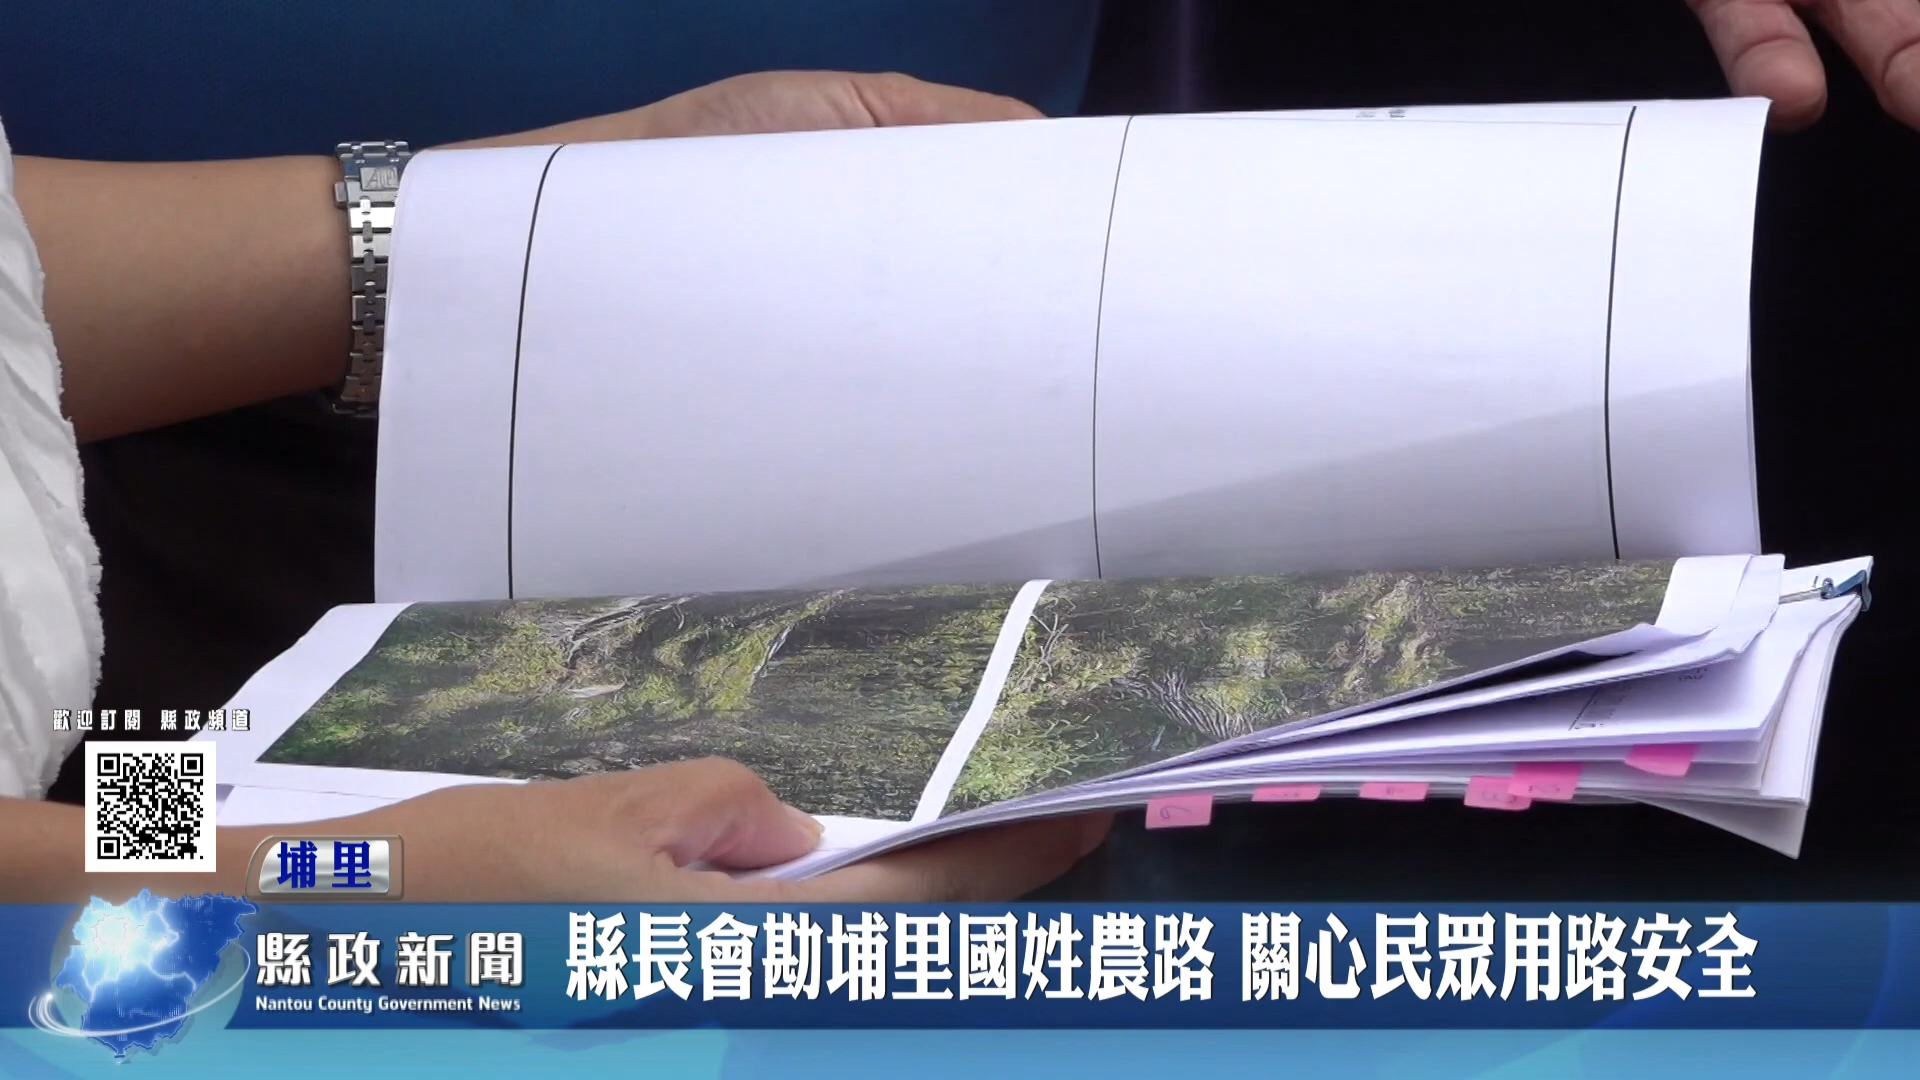 歡迎訂閱 縣政頻道
埔里
縣政新聞
Nantou County Government News
縣長會勘埔里國姓農路 關心民眾用路安全